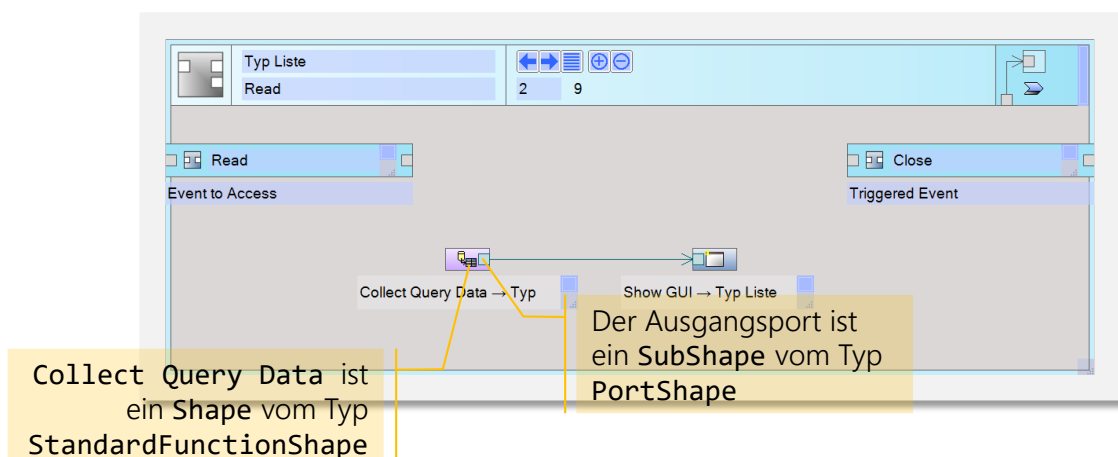 Typ Liste
Read
2 9
Read
Close
Event to Access
Triggered Event
Collect Query Data → Typ
Show GUI → Typ Liste
Der Ausgangsport ist
ein SubShape vom Typ
PortShape
Collect Query Data ist
ein Shape vom Typ
StandardFunctionShape